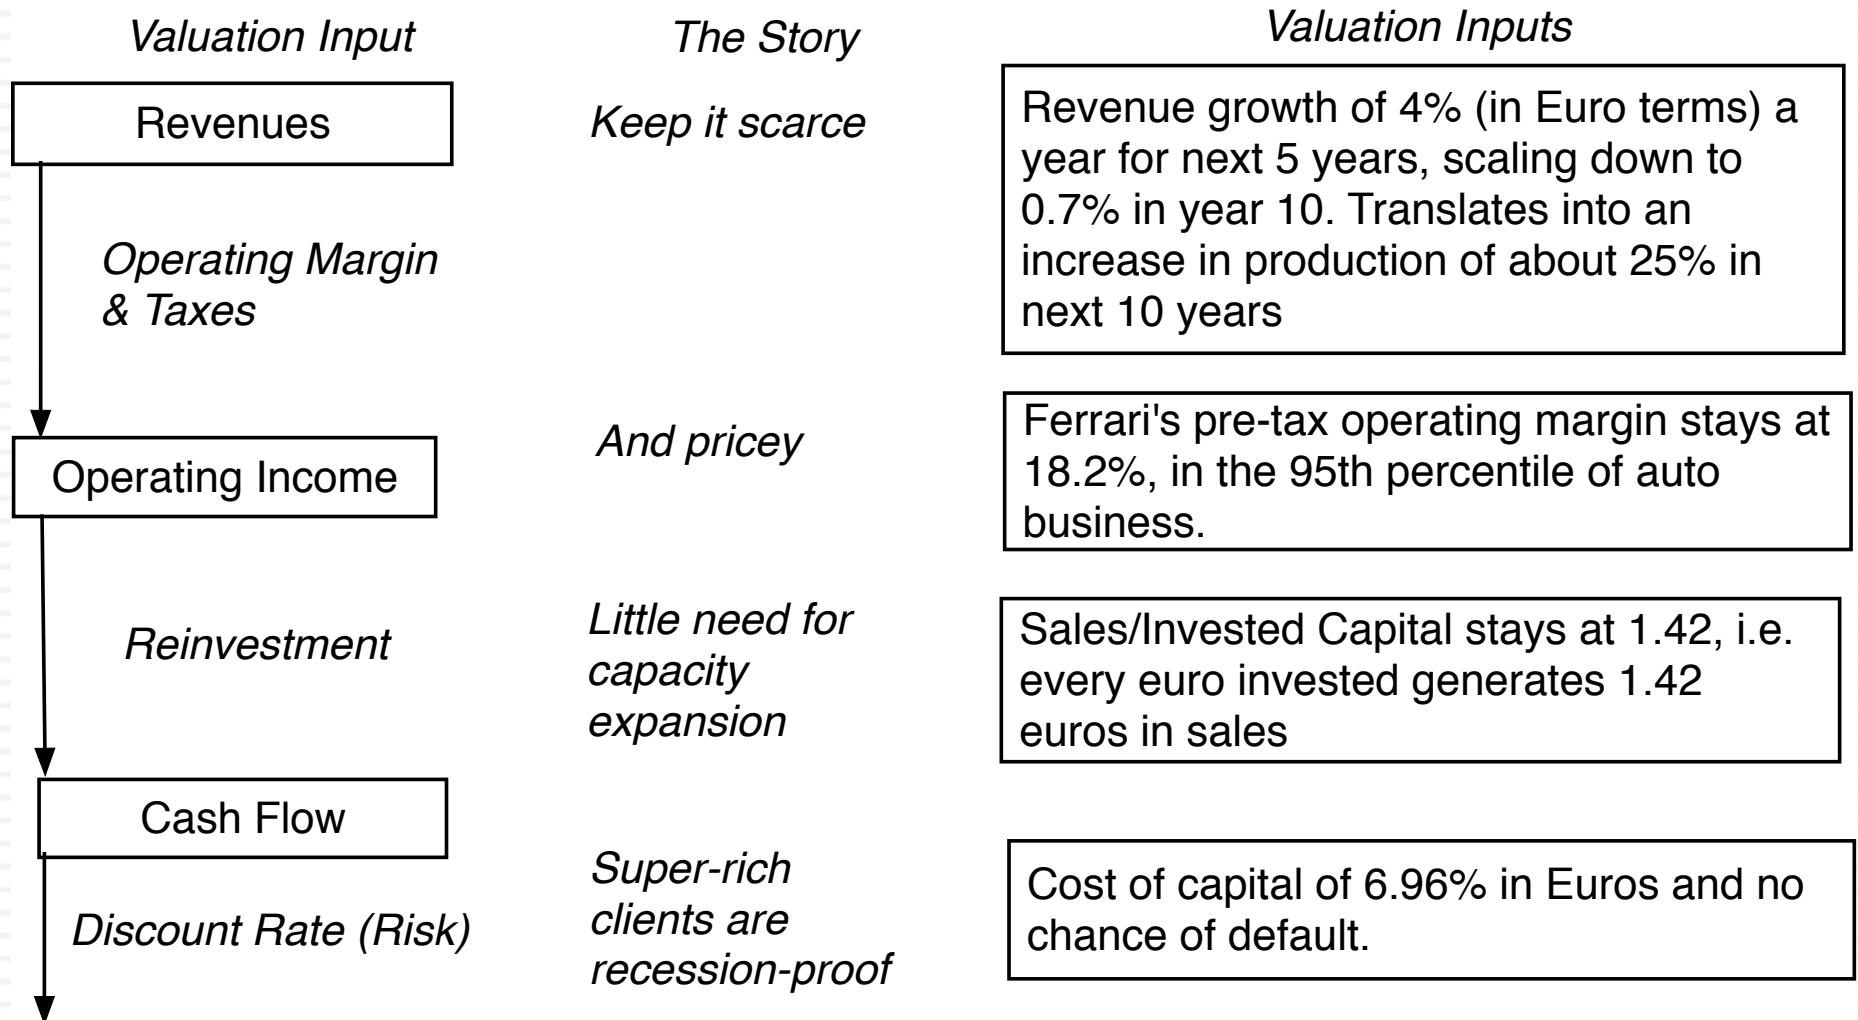 Valuation Input
The Story
Valuation Inputs
Revenues
Keep it scarce
Revenue growth of 4% (in Euro terms) a
year for next 5 years, scaling down to
0.7% in year 10. Translates into an
increase in production of about 25% in
next 10 years
Operating Margin
& Taxes
Operating Income
And pricey
Ferrari's pre-tax operating margin stays at
18.2%, in the 95th percentile of auto
business.
Reinvestment
Little need for
capacity
expansion
Sales/Invested Capital stays at 1.42, i.e.
every euro invested generates 1.42
euros in sales
Cash Flow
Discount Rate (Risk)
Super-rich
clients are
recession-proof
Cost of capital of 6.96% in Euros and no
chance of default.